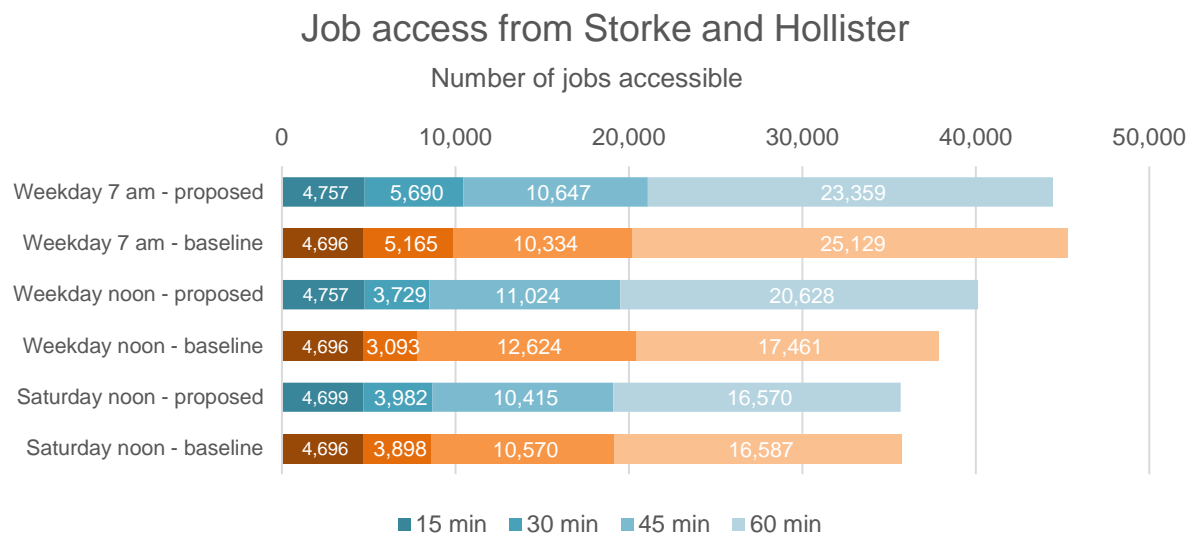 Job access from Storke and Hollister
Number of jobs accessible
0 10,000 20,000 30,000 40,000 50,000
Weekday 7 am - proposed 4,757 5,690 10,647 23,359
Weekday 7 am - baseline 4,696 5,165 10,334 25,129
Weekday noon - proposed 4,757 3,729 11,024 20,628
Weekday noon - baseline 4,696 3,093 12,624 17,461
Saturday noon - proposed 4,699 3,982 10,415 16,570
Saturday noon - baseline 4,696 3,898 10,570 16,587
15 min 30 min 45 min 60 min